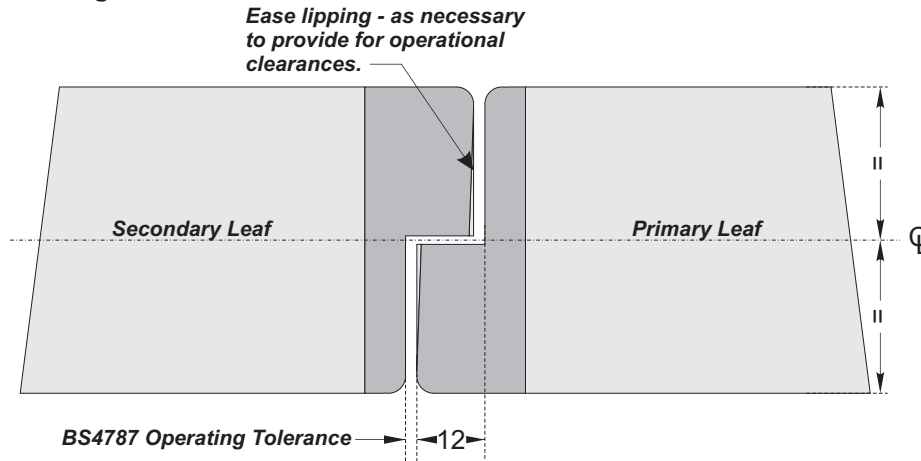 Ease lipping - as necessary
to provide for operational
clearances.
Secondary Leaf
Primary Leaf
℄
=
=
BS4787 Operating Tolerance
12